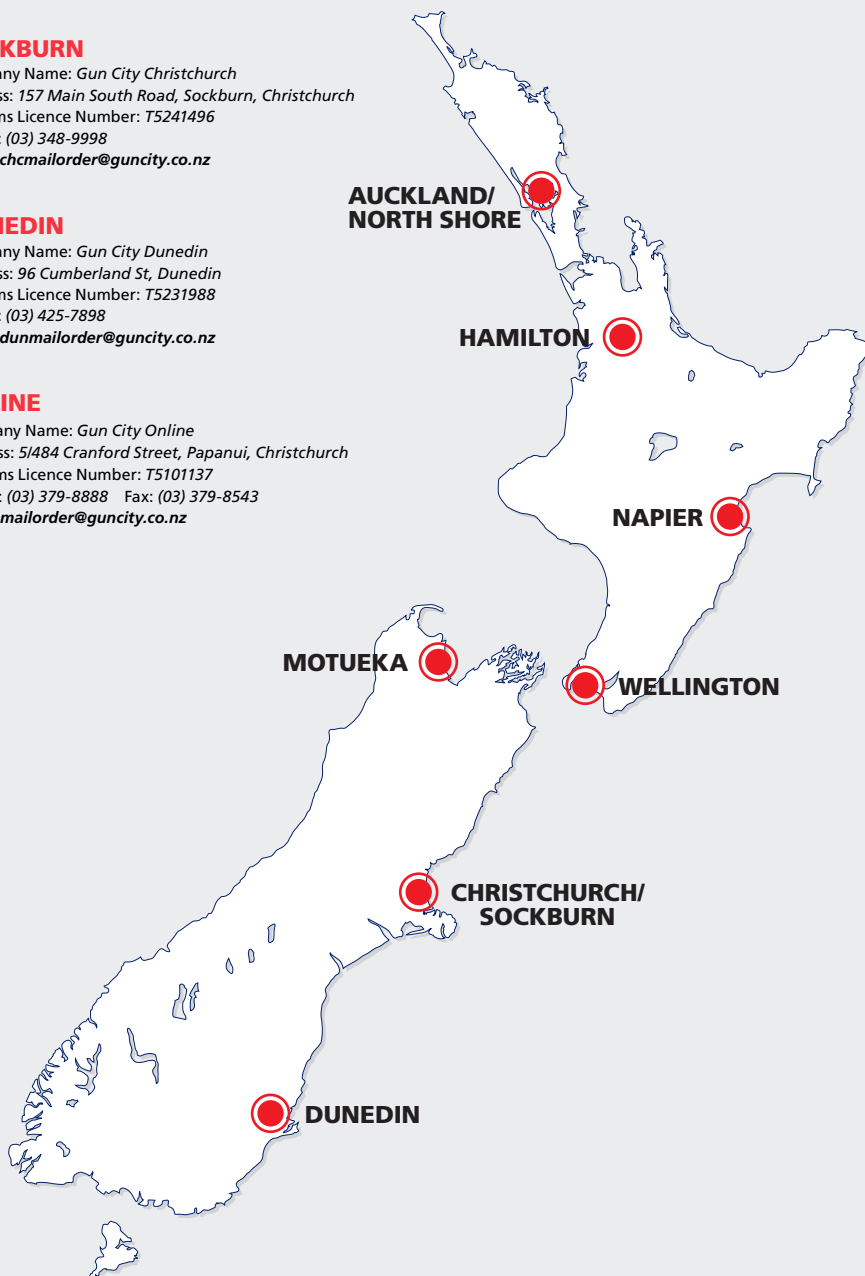 KBURN
any Name: Gun City Christchurch
ss: 157 Main South Road, Sockburn, Christchurch
ms Licence Number: T5241496
: (03) 348-9998
chcmailorder@guncity.co.nz
EDIN
any Name: Gun City Dunedin
ss: 96 Cumberland St, Dunedin
ms Licence Number: T5231988
: (03) 425-7898
dunmailorder@guncity.co.nz
INE
any Name: Gun City Online
ss: 5/484 Cranford Street, Papanui, Christchurch
ms Licence Number: T5101137
: (03) 379-8888 Fax: (03) 379-8543
mailorder@guncity.co.nz
AUCKLAND/
NORTH SHORE
HAMILTON
NAPIER
MOTUEKA
WELLINGTON
CHRISTCHURCH/
SOCKBURN
DUNEDIN